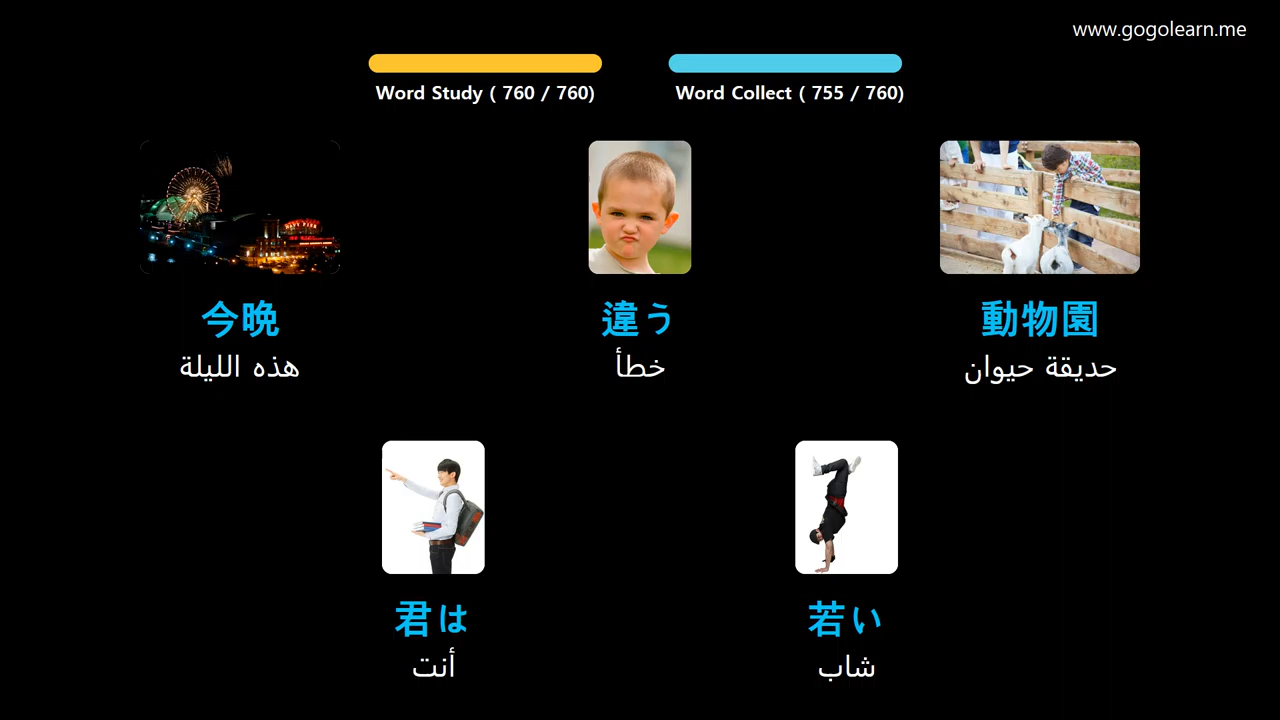 www.gogolearn.me
Word Study ( 760 / 760)
Word Collect ( 755 / 760)
今晩
هذه الليلة
違う
خطأ
動物園
حديقة حيوان
君は
أنت
若い
شاب